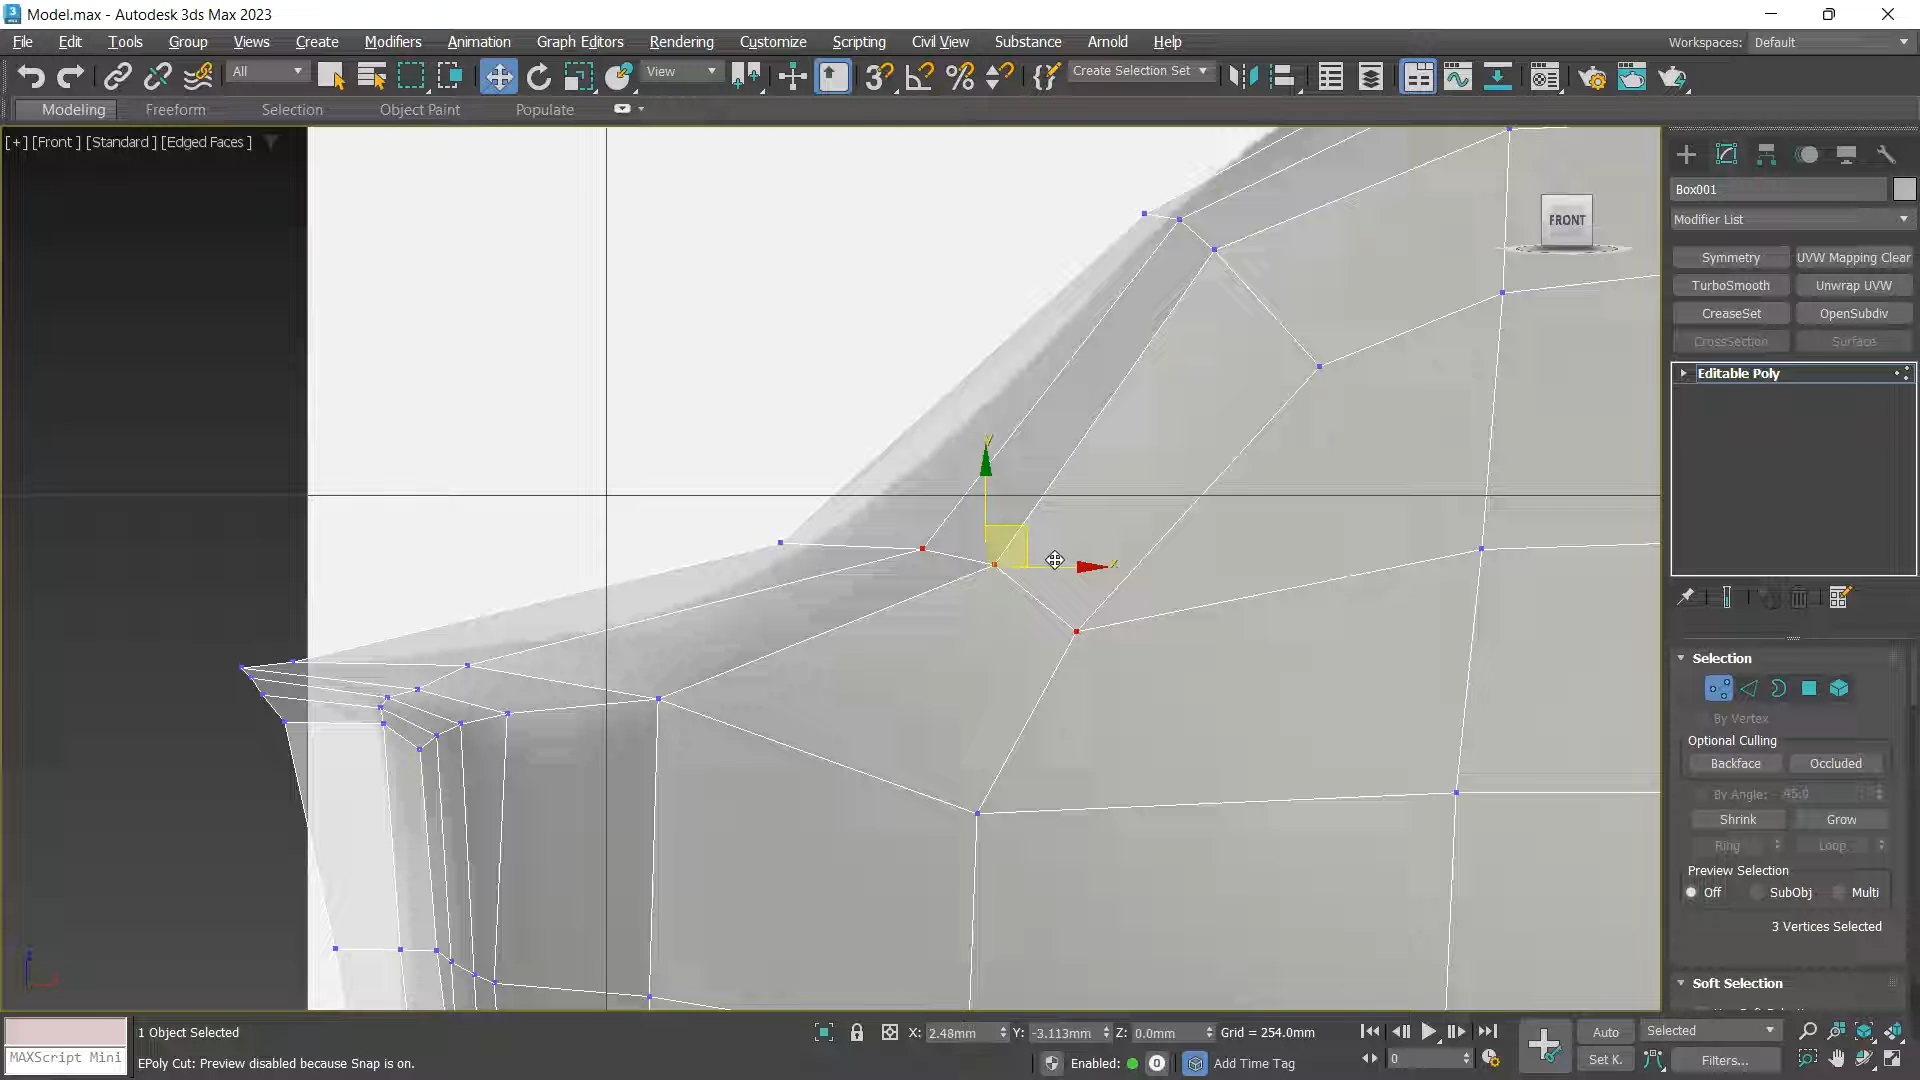 Model.max - Autodesk 3ds Max 2023
File Edit Tools Group Views Create Modifiers Animation Graph Editors Rendering Customize Scripting Civil View Substance Arnold Help
Workspaces: Default
All View Create Selection Set
Modeling Freeform Selection Object Paint Populate
[+] [Front ] [Standard ] [Edged Faces ]
FRONT
y
x
Box001
Modifier List
Symmetry UVW Mapping Clear
TurboSmooth Unwrap UVW
CreaseSet OpenSubdiv
CrossSection Surface
Editable Poly
Selection
By Vertex
Optional Culling
Backface Occluded
By Angle: 45.0
Shrink Grow
Ring Loop
Preview Selection
Off SubObj Multi
3 Vertices Selected
Soft Selection
MAXScript Mini
1 Object Selected
EPoly Cut: Preview disabled because Snap is on.
X: 2.48mm Y: -3.113mm Z: 0.0mm Grid = 254.0mm
Enabled: 0 Add Time Tag
0
Auto Selected
Set K. Filters...